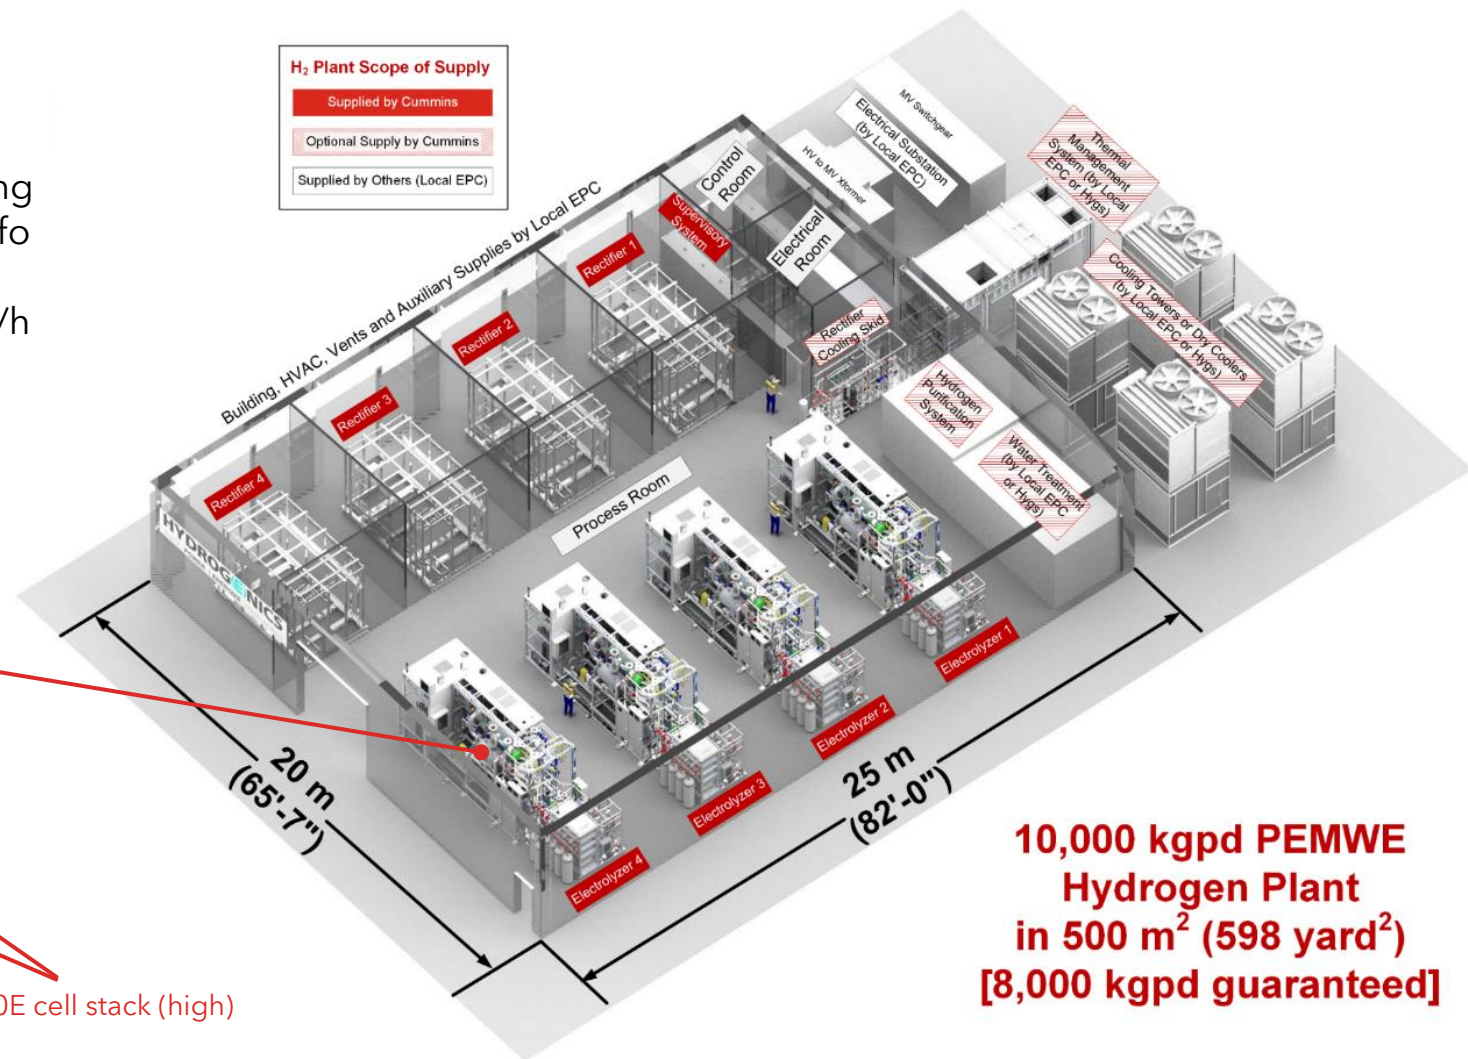 H₂ Plant Scope of Supply
Supplied by Cummins
Optional Supply by Cummins
Supplied by Others (Local EPC)
ng
fo
/h
Building, HVAC, Vents and Auxiliary Supplies by Local EPC
MV Switchgear
Electrical Substation
(by Local EPC)
HV to MV Xformer
Thermal
Management
System (by Local
EPC or Hygs)
Cooling Towers or Dry Coolers
(by Local EPC or Hygs)
Control
Room
Supervisory
System
Electrical
Room
Rectifier
Cooling Skid
Hydrogen
Purification
System
Water Treatment
(by Local EPC
or Hygs)
Rectifier 1
Rectifier 2
Rectifier 3
Rectifier 4
Process Room
HYDROGENICS
Electrolyzer 1
Electrolyzer 2
Electrolyzer 3
Electrolyzer 4
20 m
(65'-7")
25 m
(82'-0")
10,000 kgpd PEMWE
Hydrogen Plant
in 500 m² (598 yard²)
[8,000 kgpd guaranteed]
0E cell stack (high)